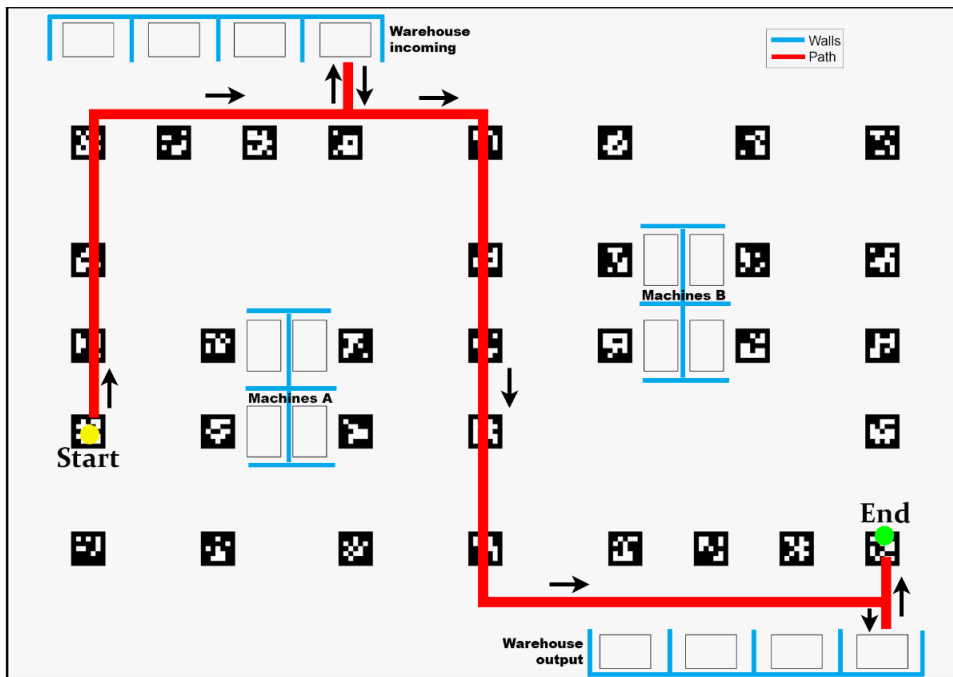 Warehouse
incoming
Walls
Path
Machines B
Machines A
Start
End
Warehouse
output